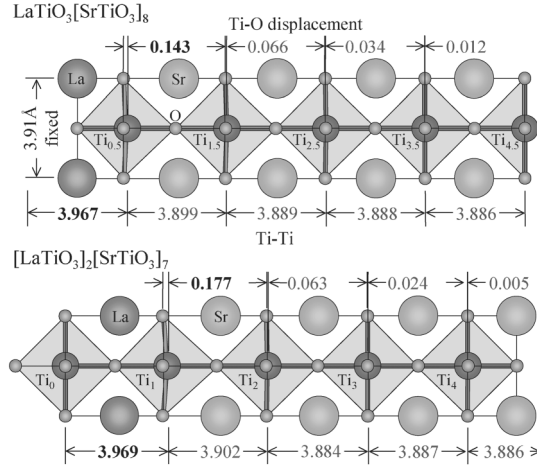 LaTiO₃[SrTiO₃]₈
Ti-O displacement
0.143 0.066 0.034 0.012
La Sr
3.91Å fixed
O
Ti₀.₅ Ti₁.₅ Ti₂.₅ Ti₃.₅ Ti₄.₅
3.967 3.899 3.889 3.888 3.886
Ti-Ti
[LaTiO₃]₂[SrTiO₃]₇
0.177 0.063 0.024 0.005
La Sr
Ti₀ Ti₁ Ti₂ Ti₃ Ti₄
3.969 3.902 3.884 3.887 3.886